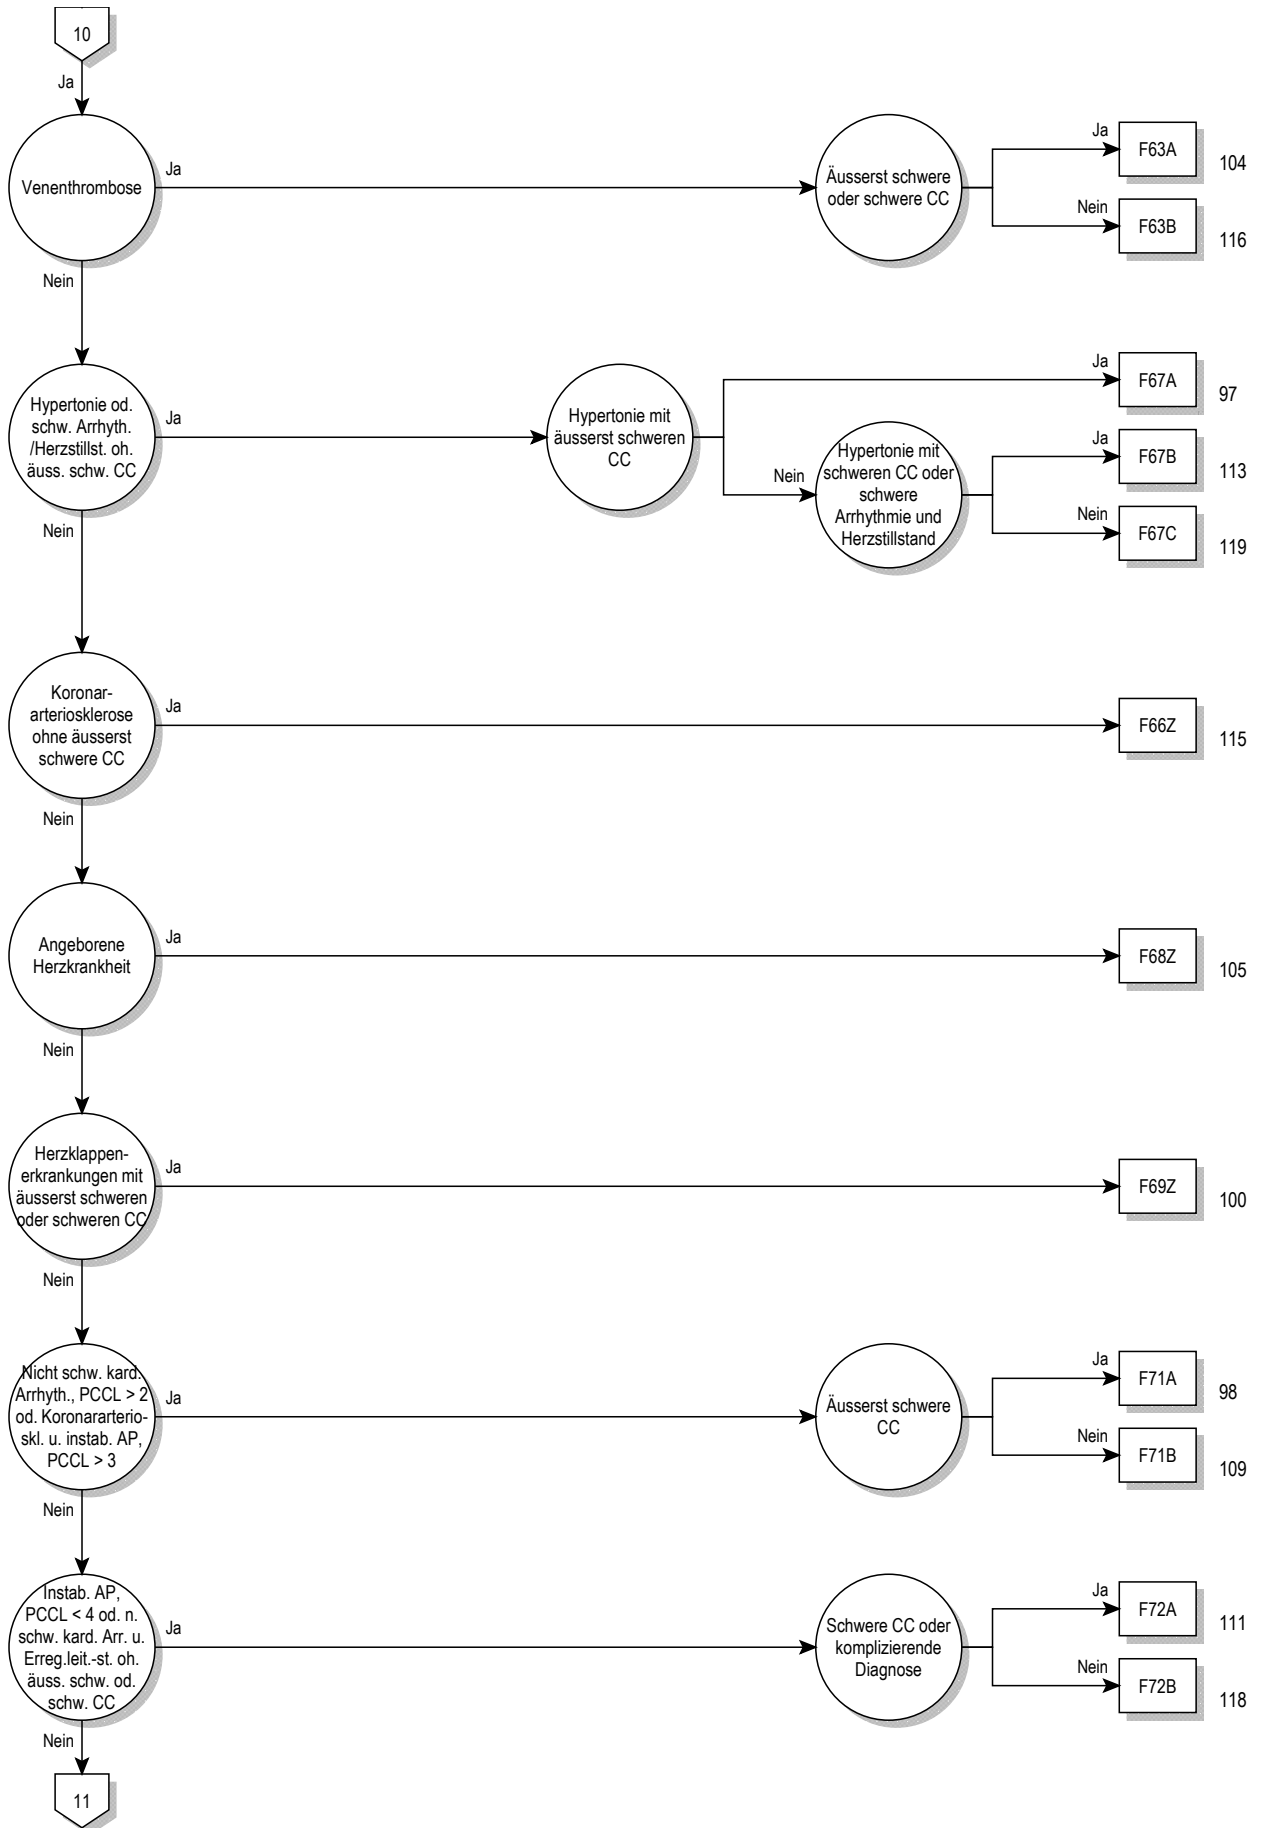 10
Ja
Venenthrombose
Ja
Äusserst schwere
oder schwere CC
Ja
F63A
104
Nein
F63B
116
Nein
Hypertonie od.
schw. Arrhyth.
/Herzstillst. oh.
äuss. schw. CC
Ja
Hypertonie mit
äusserst schweren
CC
Ja
F67A
97
Nein
Hypertonie mit
schweren CC oder
schwere
Arrhythmie und
Herzstillstand
Ja
F67B
113
Nein
F67C
119
Nein
Koronar-
arteriosklerose
ohne äusserst
schwere CC
Ja
F66Z
115
Nein
Angeborene
Herzkrankheit
Ja
F68Z
105
Nein
Herzklappen-
erkrankungen mit
äusserst schweren
oder schweren CC
Ja
F69Z
100
Nein
Nicht schw. kard.
Arrhyth., PCCL > 2
od. Koronararterio-
skl. u. instab. AP,
PCCL > 3
Ja
Äusserst schwere
CC
Ja
F71A
98
Nein
F71B
109
Nein
Instab. AP,
PCCL < 4 od. n.
schw. kard. Arr. u.
Erreg.leit.-st. oh.
äuss. schw. od.
schw. CC
Ja
Schwere CC oder
komplizierende
Diagnose
Ja
F72A
111
Nein
F72B
118
Nein
11